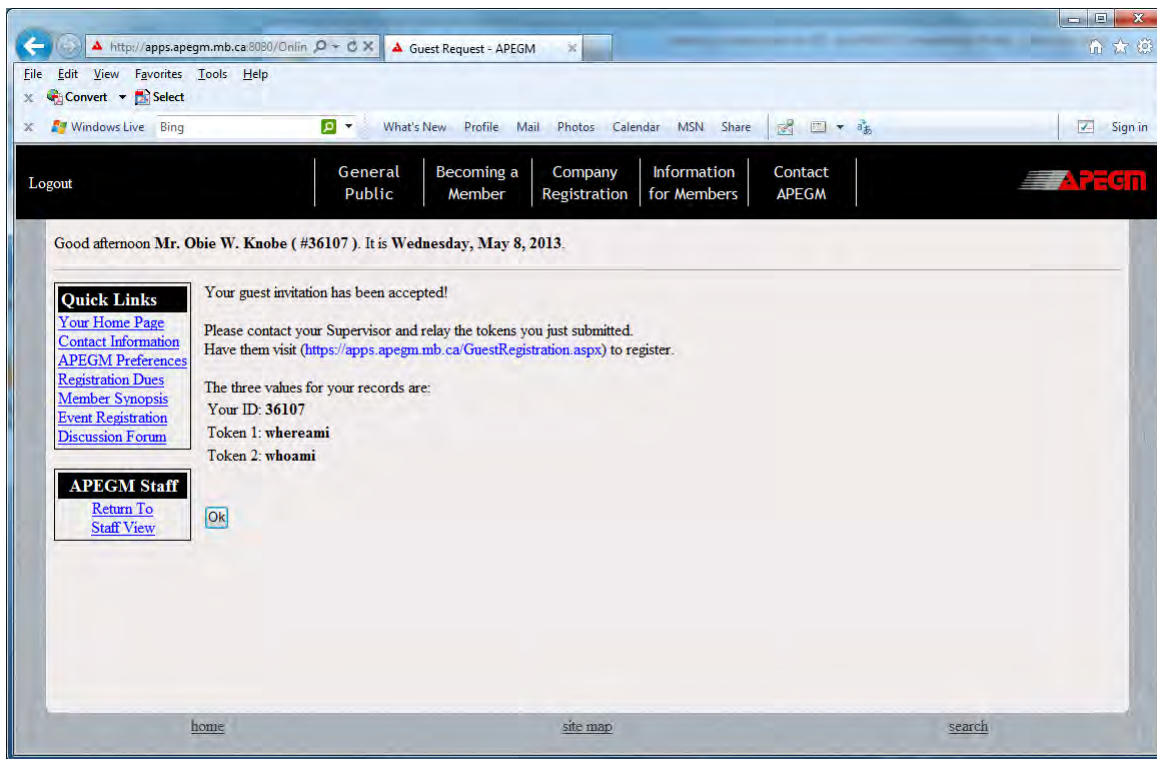 http://apps.apegm.mb.ca:8080/Onlin
Guest Request - APEGM
File Edit View Favorites Tools Help
x Convert Select
x Windows Live Bing What's New Profile Mail Photos Calendar MSN Share Sign in
Logout
General Public
Becoming a Member
Company Registration
Information for Members
Contact APEGM
APEGM
Good afternoon Mr. Obie W. Knobe ( #36107 ). It is Wednesday, May 8, 2013.
Quick Links
Your Home Page
Contact Information
APEGM Preferences
Registration Dues
Member Synopsis
Event Registration
Discussion Forum
APEGM Staff
Return To
Staff View
Your guest invitation has been accepted!
Please contact your Supervisor and relay the tokens you just submitted.
Have them visit (https://apps.apegm.mb.ca/GuestRegistration.aspx) to register.
The three values for your records are:
Your ID: 36107
Token 1: whereami
Token 2: whoami
Ok
home site map search